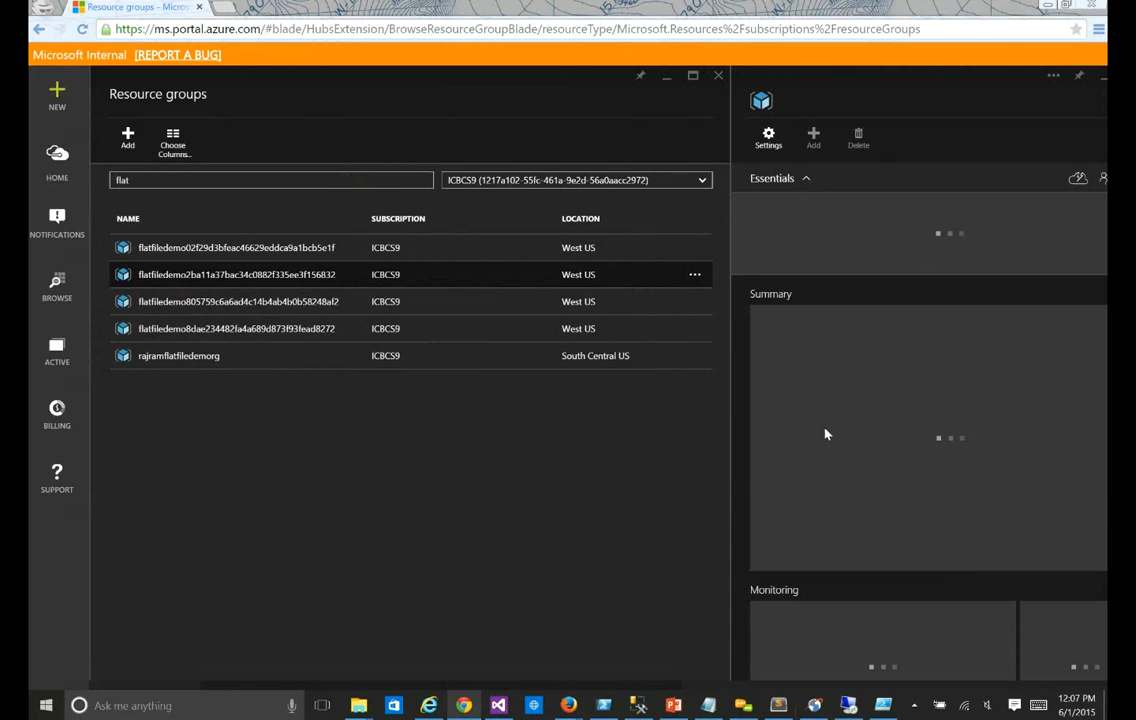 Resource groups - Micros
https://ms.portal.azure.com/#blade/HubsExtension/BrowseResourceGroupBlade/resourceType/Microsoft.Resources%2Fsubscriptions%2FresourceGroups
Microsoft Internal [REPORT A BUG]
NEW
HOME
NOTIFICATIONS
BROWSE
ACTIVE
BILLING
SUPPORT
Resource groups
Add
Choose
Columns...
flat
ICBCS9 (1217a102-55fc-461a-9e2d-56a0aacc2972)
NAME SUBSCRIPTION LOCATION
flatfiledemo02f29d3bfeac46629eddca9a1bcb5e1f ICBCS9 West US
flatfiledemo2ba11a37bac34c0882f335ee3f156832 ICBCS9 West US
flatfiledemo805759c6a6ad4c14b4ab4b0b58248af2 ICBCS9 West US
flatfiledemo8dae234482fa4a689d873f93fead8272 ICBCS9 West US
rajramflatfiledemorg ICBCS9 South Central US
Settings Add Delete
Essentials
Summary
Monitoring
Ask me anything
12:07 PM
6/1/2015